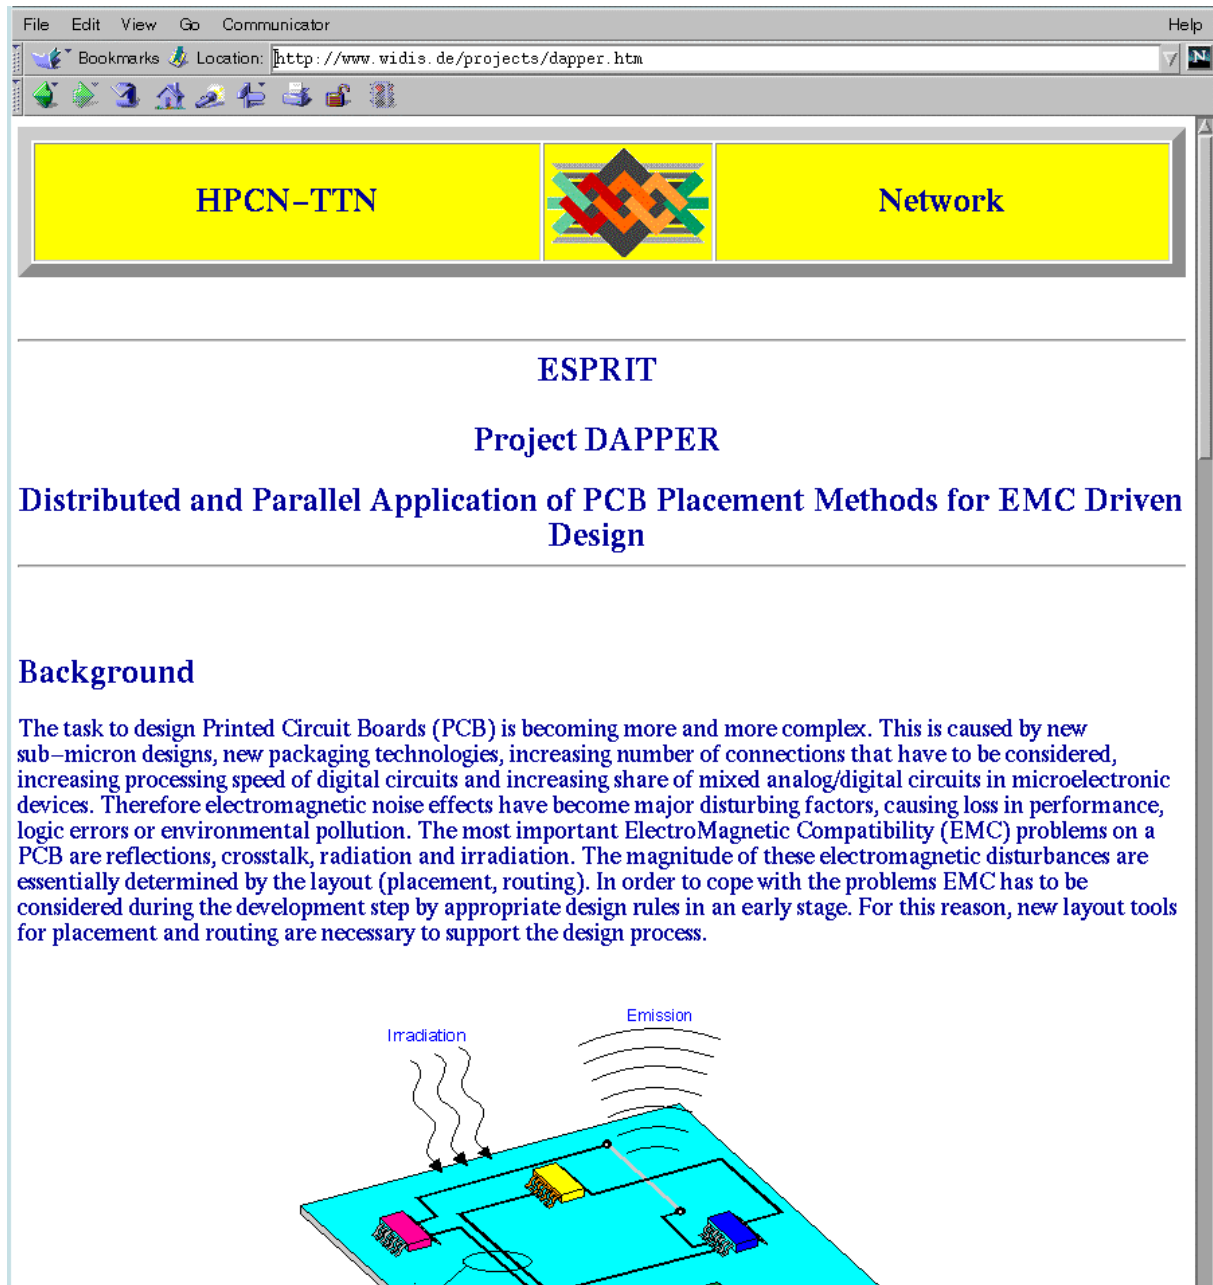 File Edit View Go Communicator Help
Bookmarks Location: http://www.widis.de/projects/dapper.htm
N
HPCN-TTN Network
ESPRIT
Project DAPPER
Distributed and Parallel Application of PCB Placement Methods for EMC Driven
Design
Background
The task to design Printed Circuit Boards (PCB) is becoming more and more complex. This is caused by new
sub-micron designs, new packaging technologies, increasing number of connections that have to be considered,
increasing processing speed of digital circuits and increasing share of mixed analog/digital circuits in microelectronic
devices. Therefore electromagnetic noise effects have become major disturbing factors, causing loss in performance,
logic errors or environmental pollution. The most important ElectroMagnetic Compatibility (EMC) problems on a
PCB are reflections, crosstalk, radiation and irradiation. The magnitude of these electromagnetic disturbances are
essentially determined by the layout (placement, routing). In order to cope with the problems EMC has to be
considered during the development step by appropriate design rules in an early stage. For this reason, new layout tools
for placement and routing are necessary to support the design process.
Emission
Irradiation